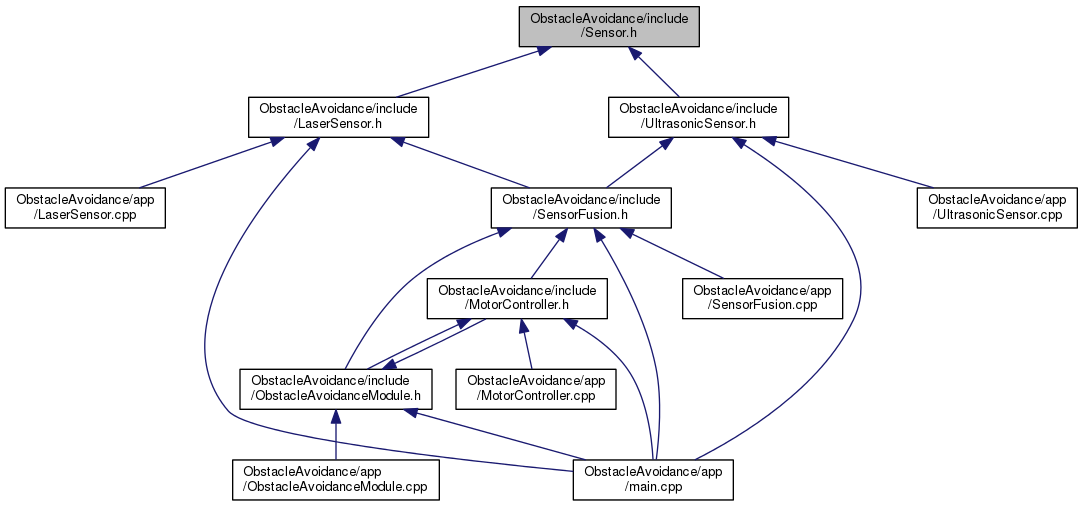 ObstacleAvoidance/include
/Sensor.h
ObstacleAvoidance/include
/LaserSensor.h
ObstacleAvoidance/include
/UltrasonicSensor.h
ObstacleAvoidance/app
/LaserSensor.cpp
ObstacleAvoidance/include
/SensorFusion.h
ObstacleAvoidance/app
/UltrasonicSensor.cpp
ObstacleAvoidance/include
/MotorController.h
ObstacleAvoidance/app
/SensorFusion.cpp
ObstacleAvoidance/include
/ObstacleAvoidanceModule.h
ObstacleAvoidance/app
/MotorController.cpp
ObstacleAvoidance/app
/ObstacleAvoidanceModule.cpp
ObstacleAvoidance/app
/main.cpp